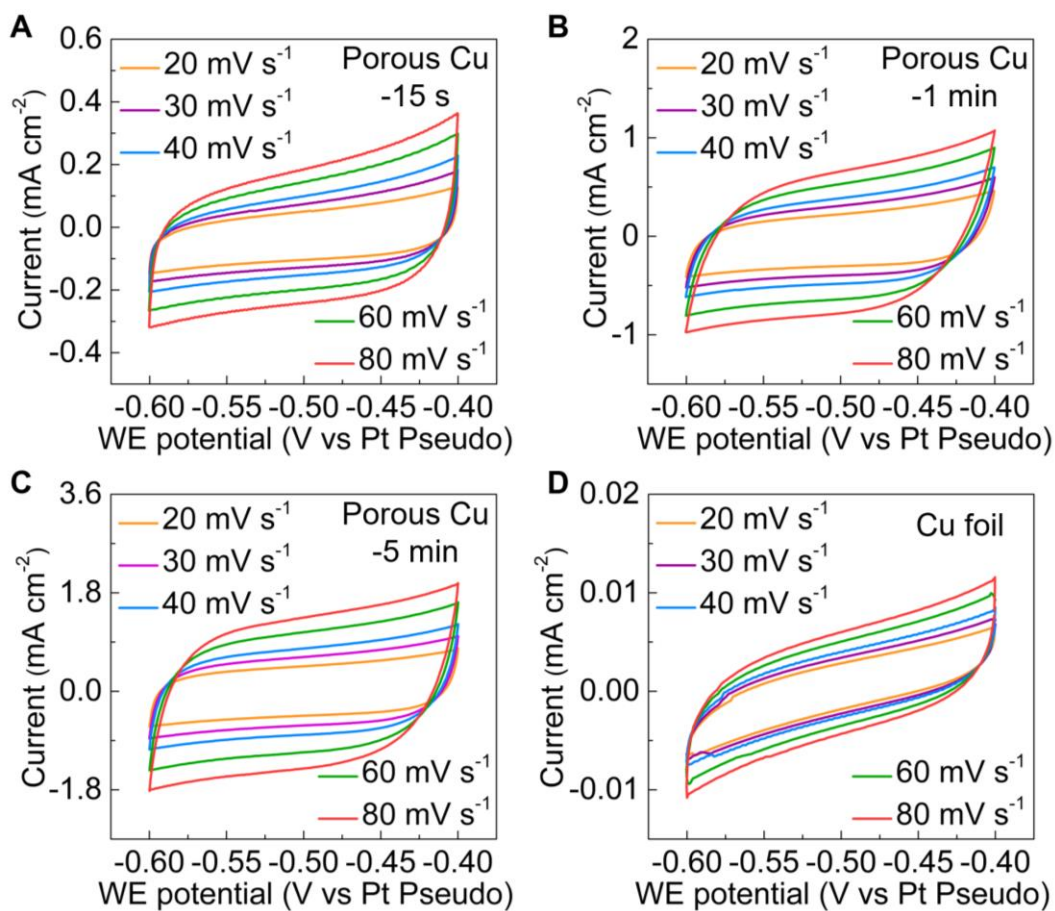 A
0.6
0.4
0.2
0.0
-0.2
-0.4
Current (mA cm⁻²)
20 mV s⁻¹
30 mV s⁻¹
40 mV s⁻¹
Porous Cu
-15 s
60 mV s⁻¹
80 mV s⁻¹
-0.60 -0.55 -0.50 -0.45 -0.40
WE potential (V vs Pt Pseudo)
B
2
1
0
-1
Current (mA cm⁻²)
20 mV s⁻¹
30 mV s⁻¹
40 mV s⁻¹
Porous Cu
-1 min
60 mV s⁻¹
80 mV s⁻¹
-0.60 -0.55 -0.50 -0.45 -0.40
WE potential (V vs Pt Pseudo)
C
3.6
1.8
0.0
-1.8
Current (mA cm⁻²)
20 mV s⁻¹
30 mV s⁻¹
40 mV s⁻¹
Porous Cu
-5 min
60 mV s⁻¹
80 mV s⁻¹
-0.60 -0.55 -0.50 -0.45 -0.40
WE potential (V vs Pt Pseudo)
D
0.02
0.01
0.00
-0.01
Current (mA cm⁻²)
20 mV s⁻¹
30 mV s⁻¹
40 mV s⁻¹
Cu foil
60 mV s⁻¹
80 mV s⁻¹
-0.60 -0.55 -0.50 -0.45 -0.40
WE potential (V vs Pt Pseudo)